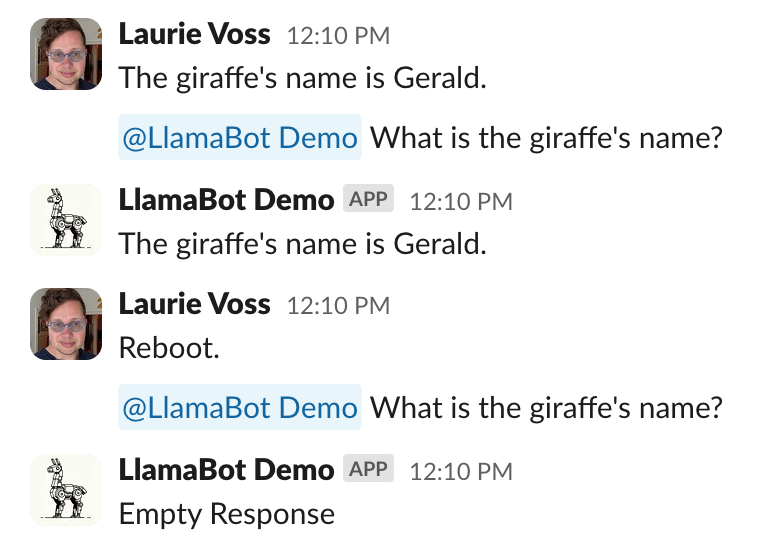 Laurie Voss 12:10 PM
The giraffe's name is Gerald.
@LlamaBot Demo What is the giraffe's name?
LlamaBot Demo APP 12:10 PM
The giraffe's name is Gerald.
Laurie Voss 12:10 PM
Reboot.
@LlamaBot Demo What is the giraffe's name?
LlamaBot Demo APP 12:10 PM
Empty Response